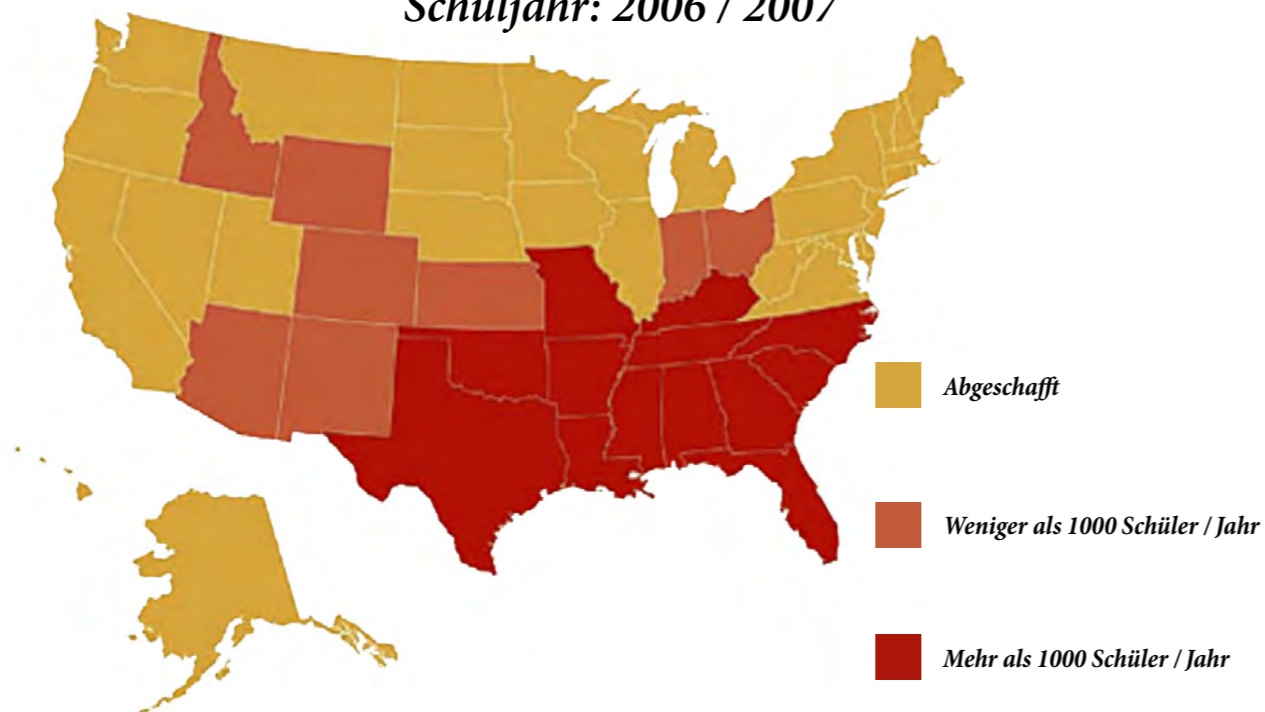 Schuljahr: 2006 / 2007
Abgeschafft
Weniger als 1000 Schüler / Jahr
Mehr als 1000 Schüler / Jahr